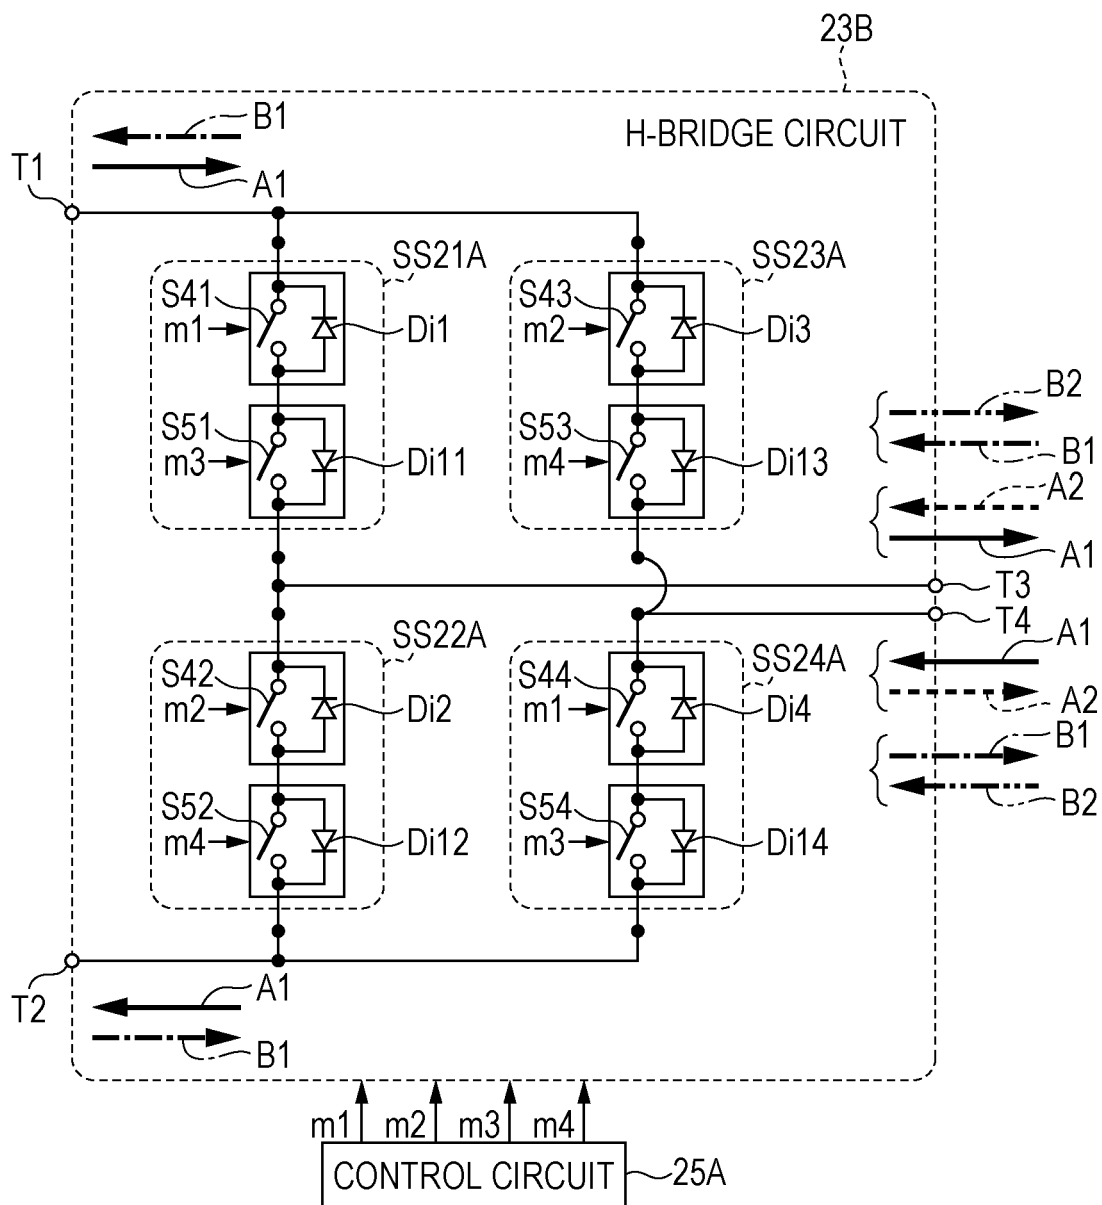 23B
H-BRIDGE CIRCUIT
B1
A1
T1
SS21A
S41
m1
Di1
S51
m3
Di11
SS23A
S43
m2
Di3
S53
m4
Di13
B2
B1
A2
A1
T3
T4
SS22A
S42
m2
Di2
S52
m4
Di12
SS24A
S44
m1
Di4
S54
m3
Di14
A1
A2
B1
B2
T2
A1
B1
m1 m2 m3 m4
CONTROL CIRCUIT
25A